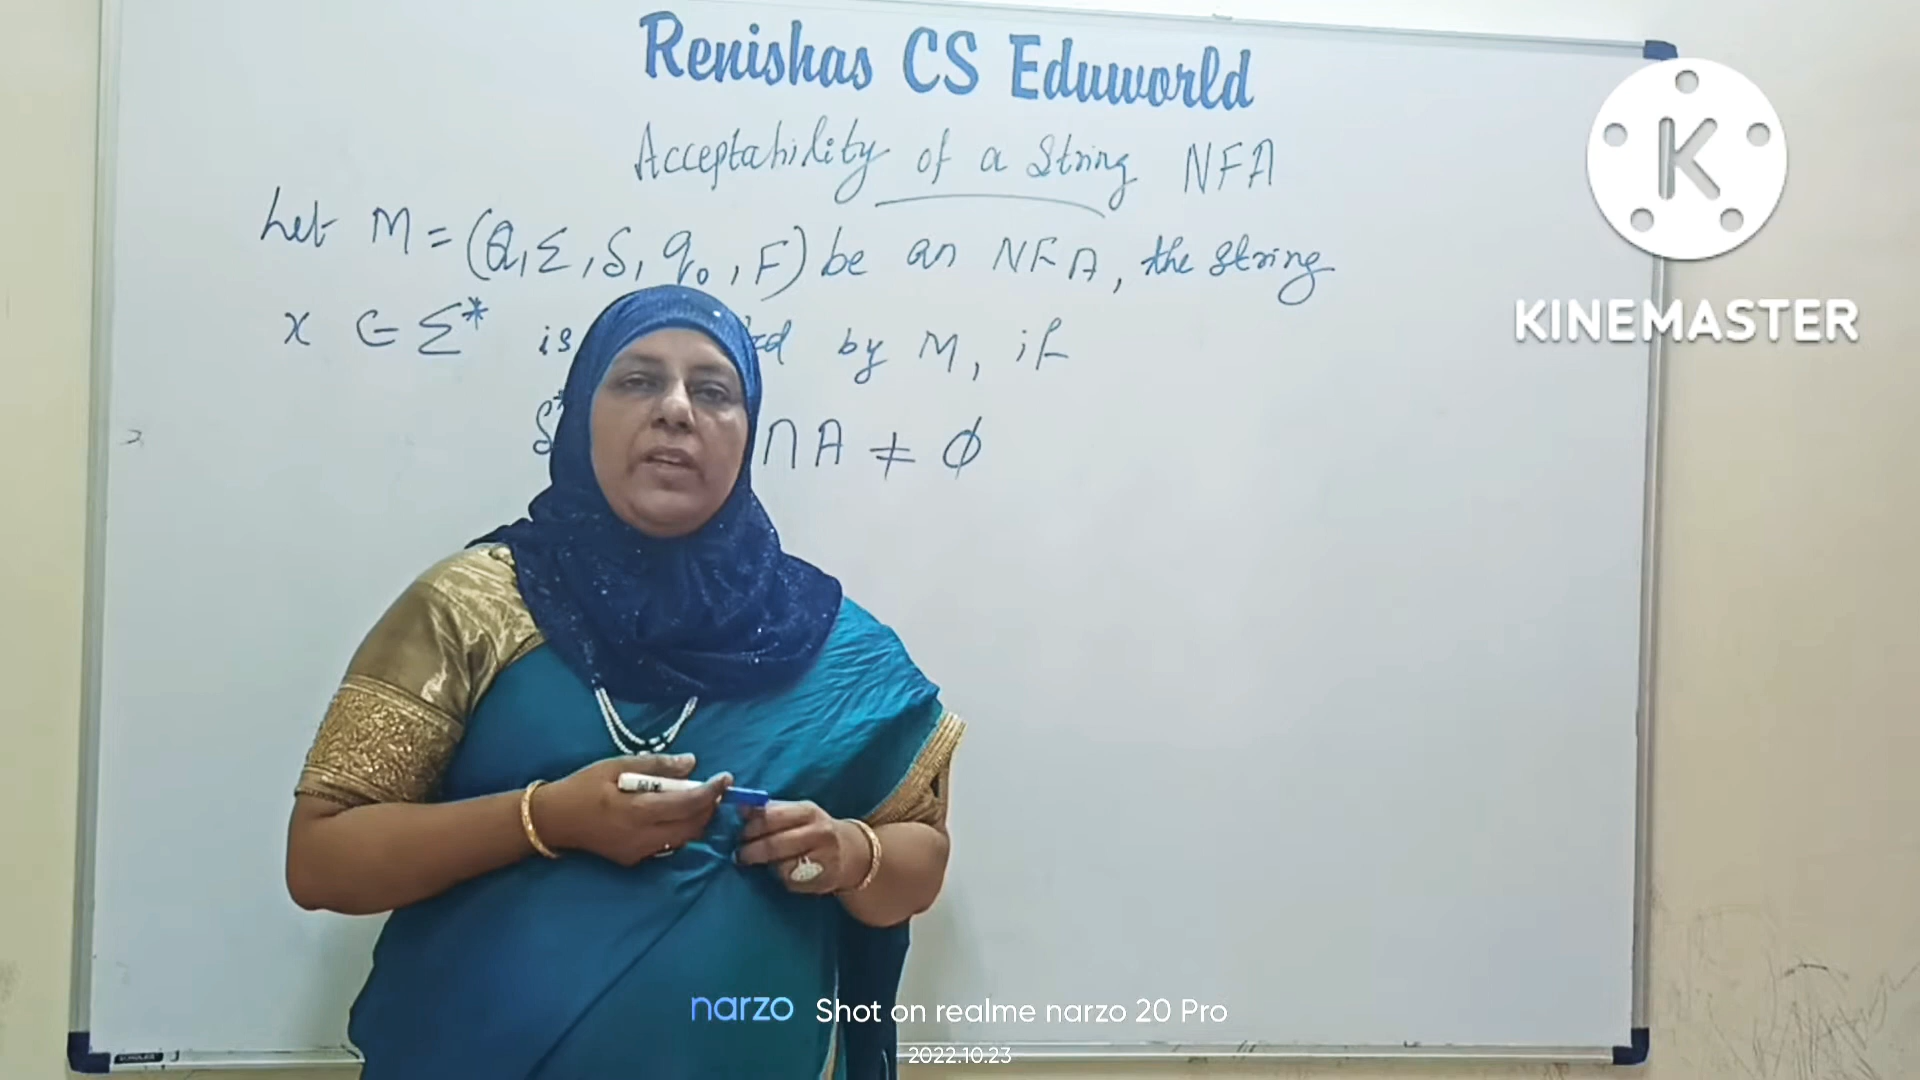 Renishas CS Eduworld
Acceptability of a String NFA
Let M = (Q, Σ, δ, q₀, F) be an NFA, the string
x ∈ Σ* is by M, if
δ* ∩ A ≠ ϕ
K
KINEMASTER
narzo Shot on realme narzo 20 Pro
2022.10.23